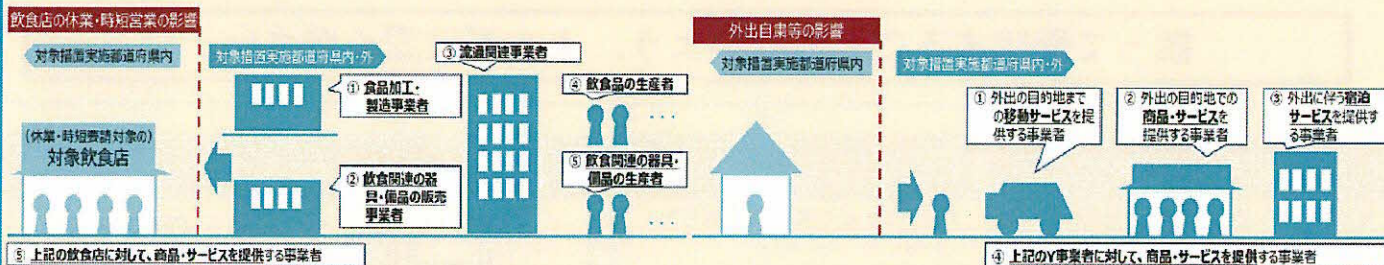 飲食店の休業・時短営業の影響
対象措置実施都道府県内
対象措置実施都道府県内・外
(休業・時短要請対象の)
対象飲食店
① 食品加工・
製造事業者
② 飲食関連の器
具・備品の販売
事業者
③ 流通関連事業者
④ 飲食品の生産者
…
⑤ 飲食関連の器具・
備品の生産者
…
⑤ 上記の飲食店に対して、商品・サービスを提供する事業者
外出自粛等の影響
対象措置実施都道府県内
対象措置実施都道府県内・外
① 外出の目的地まで
の移動サービスを提
供する事業者
② 外出の目的地での
商品・サービスを
提供する事業者
③ 外出に伴う宿泊
サービスを提供す
る事業者
④ 上記のY事業者に対して、商品・サービスを提供する事業者